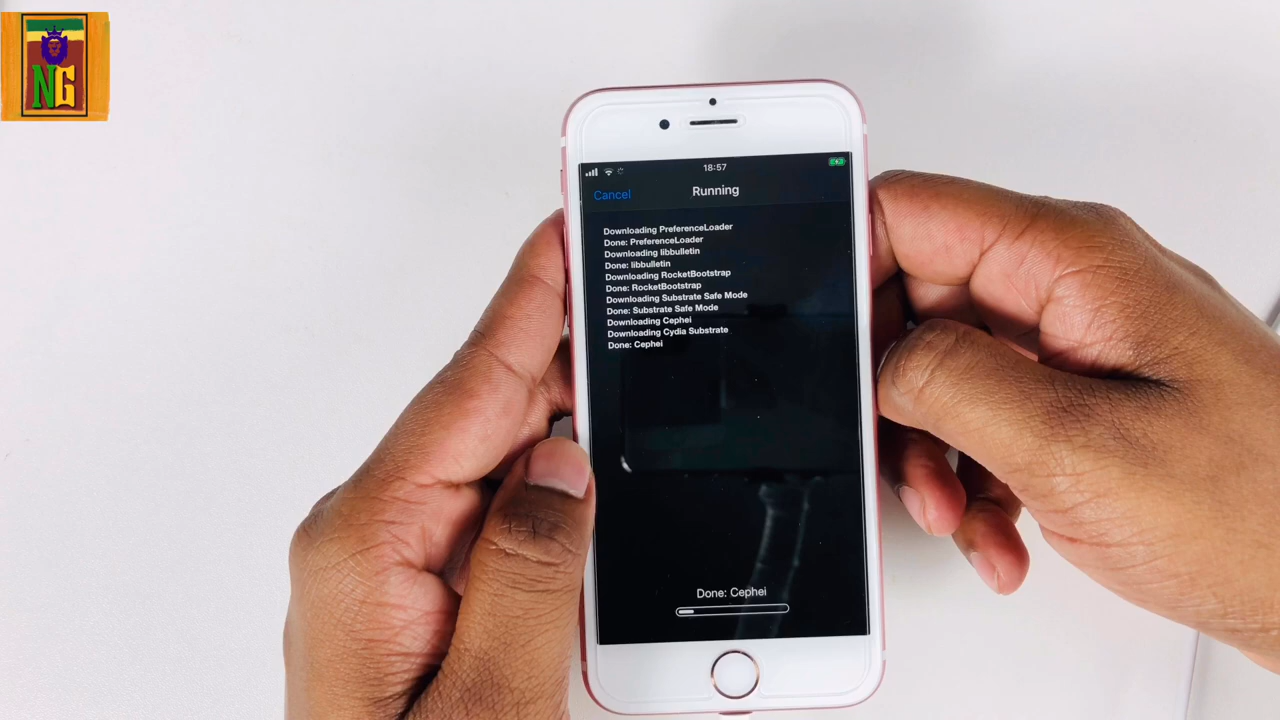 NG
18:57
Cancel
Running
Downloading PreferenceLoader
Done: PreferenceLoader
Downloading libbulletin
Done: libbulletin
Downloading RocketBootstrap
Done: RocketBootstrap
Downloading Substrate Safe Mode
Done: Substrate Safe Mode
Downloading Cephei
Downloading Cydia Substrate
Done: Cephei
Done: Cephei